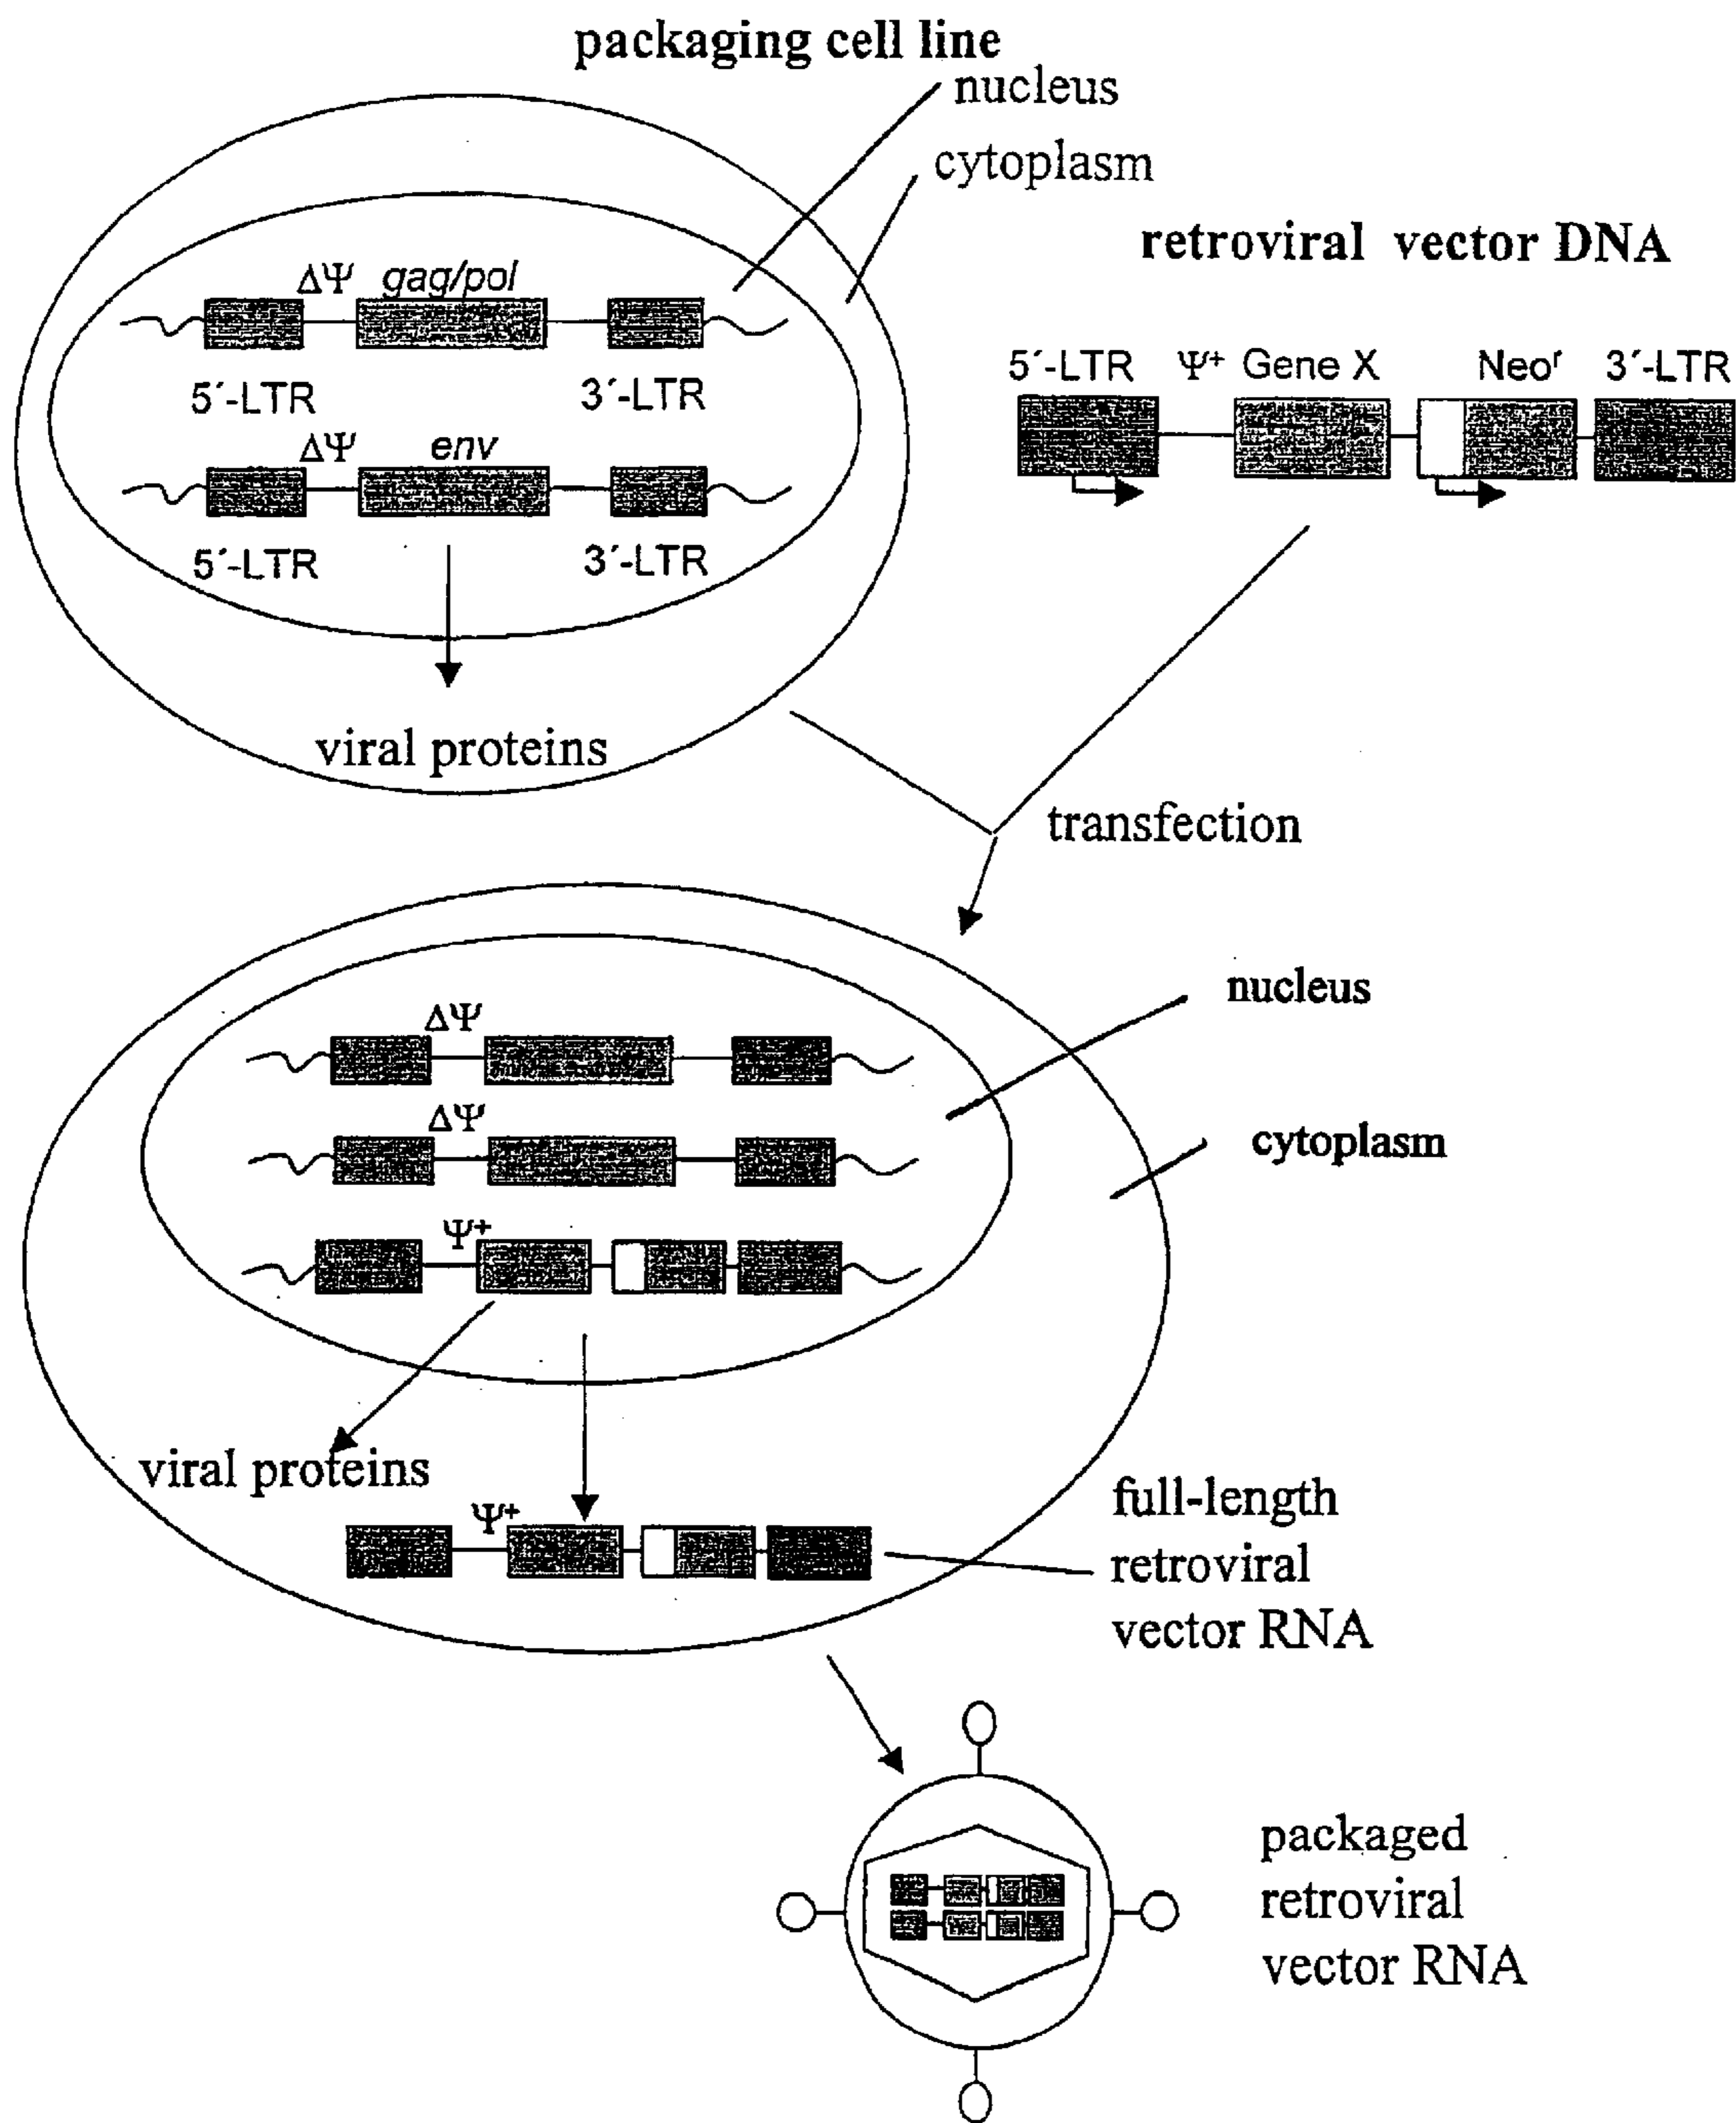 packaging cell line
nucleus
cytoplasm
retroviral vector DNA
ΔΨ gag/pol
5´-LTR 3´-LTR
ΔΨ env
5´-LTR 3´-LTR
viral proteins
5´-LTR Ψ+ Gene X Neoʳ 3´-LTR
transfection
nucleus
cytoplasm
ΔΨ
ΔΨ
Ψ+
viral proteins
Ψ+
full-length
retroviral
vector RNA
packaged
retroviral
vector RNA